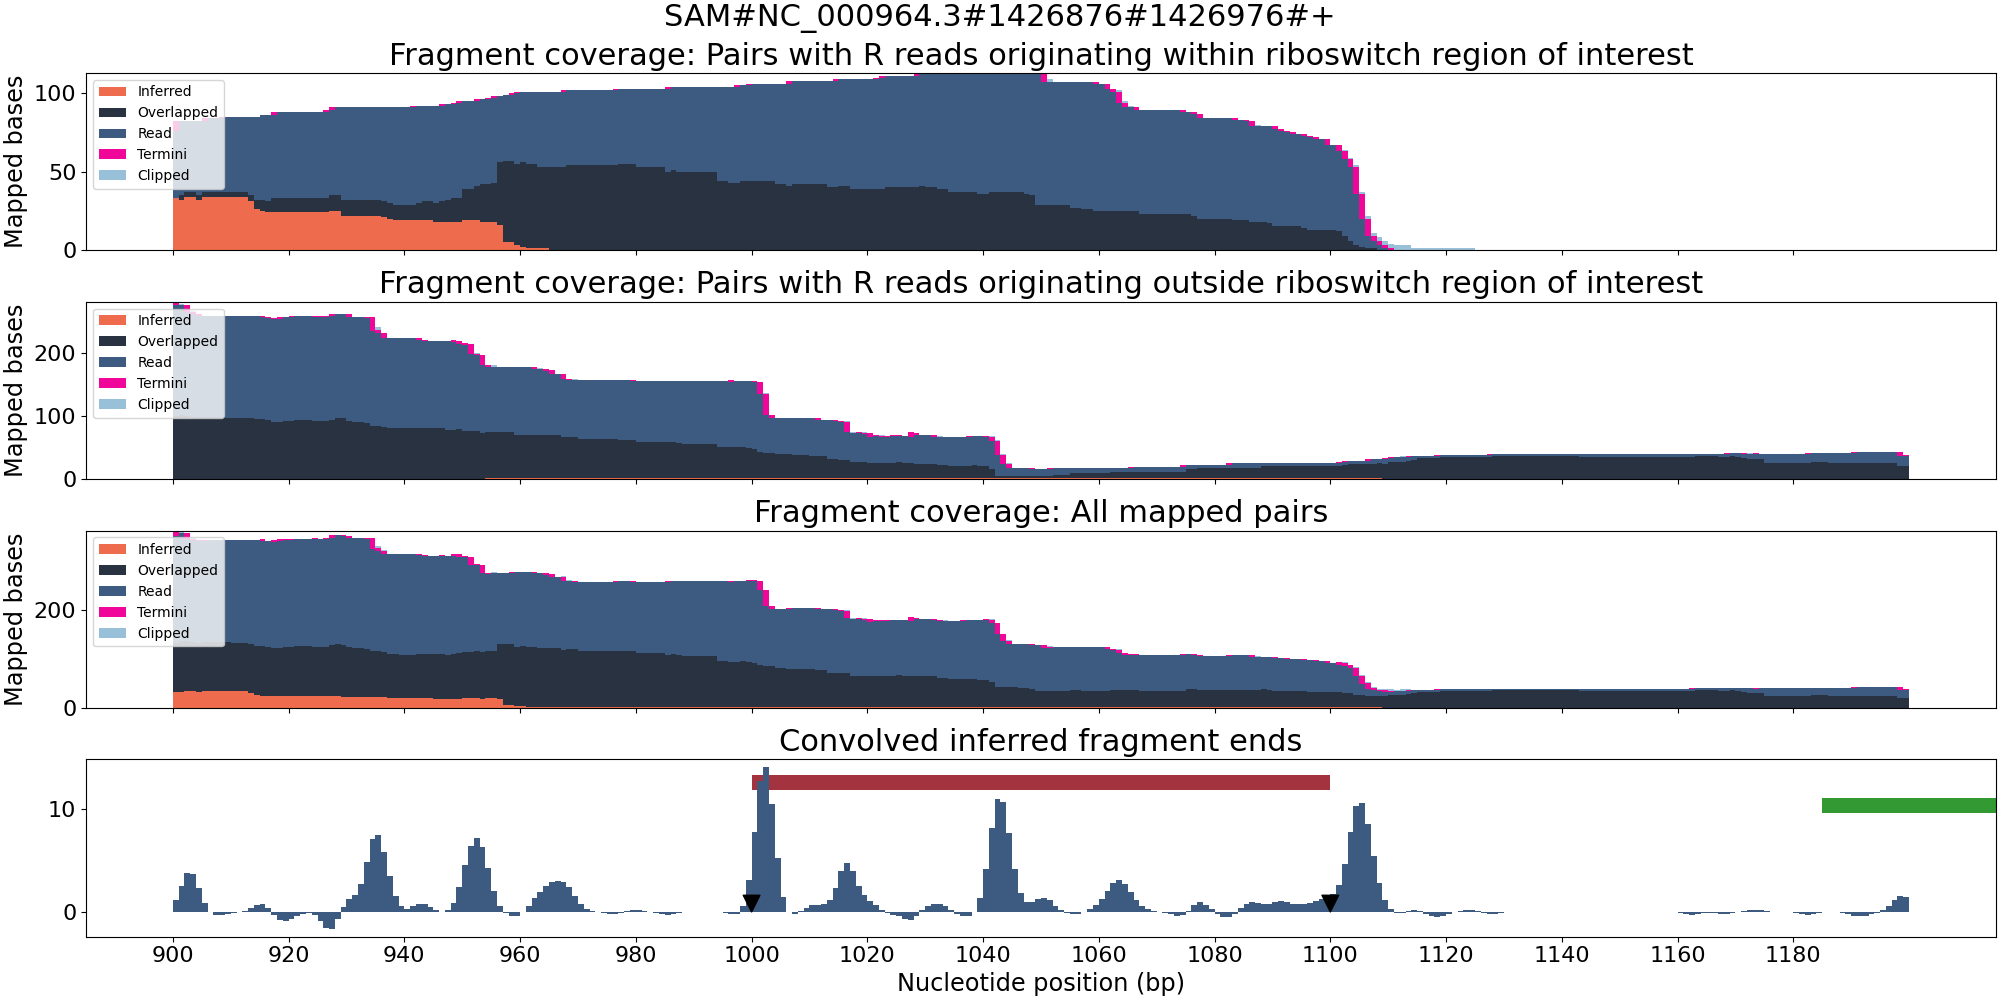 SAM#NC_000964.3#1426876#1426976#+
Fragment coverage: Pairs with R reads originating within riboswitch region of interest
Mapped bases
100
50
0
Inferred
Overlapped
Read
Termini
Clipped
Fragment coverage: Pairs with R reads originating outside riboswitch region of interest
Mapped bases
200
100
0
Inferred
Overlapped
Read
Termini
Clipped
Fragment coverage: All mapped pairs
Mapped bases
200
0
Inferred
Overlapped
Read
Termini
Clipped
Convolved inferred fragment ends
10
0
900 920 940 960 980 1000 1020 1040 1060 1080 1100 1120 1140 1160 1180
Nucleotide position (bp)